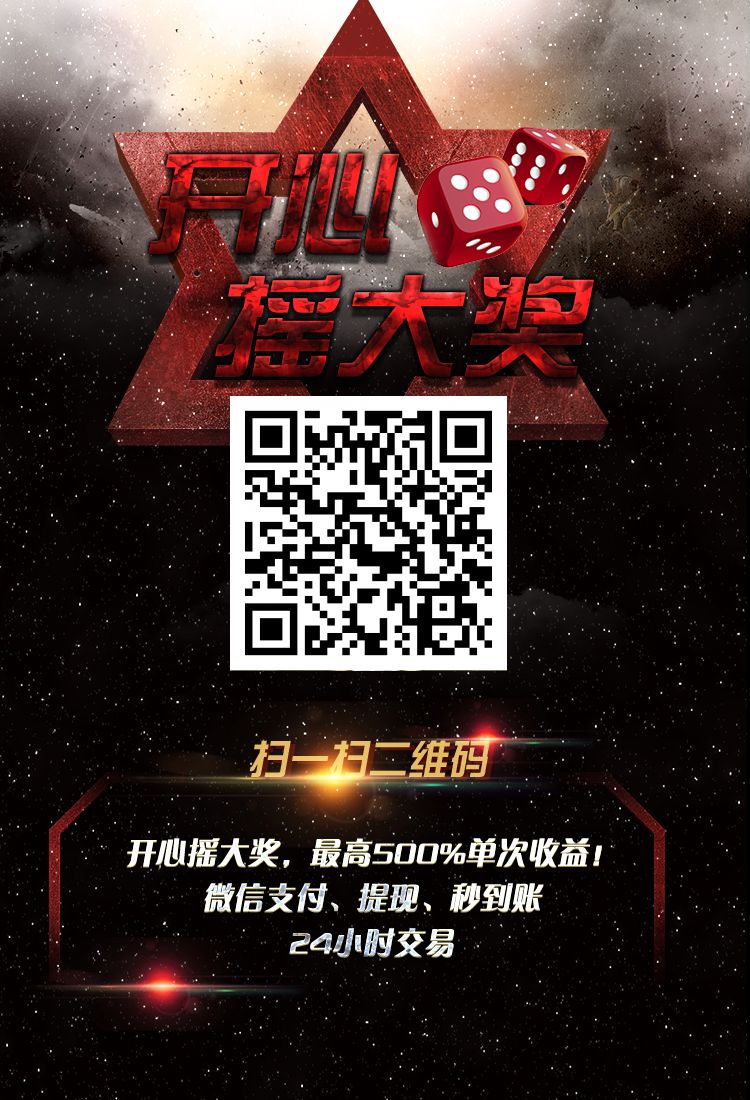 开心
摇大奖
扫一扫二维码
开心摇大奖，最高500%单次收益！
微信支付、提现、秒到账
24小时交易